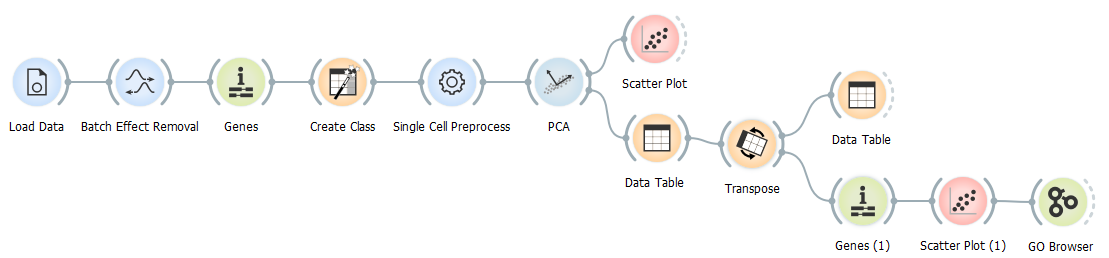 Load Data
Batch Effect Removal
Genes
Create Class
Single Cell Preprocess
PCA
Scatter Plot
Data Table
Transpose
Data Table
Genes (1)
Scatter Plot (1)
GO Browser